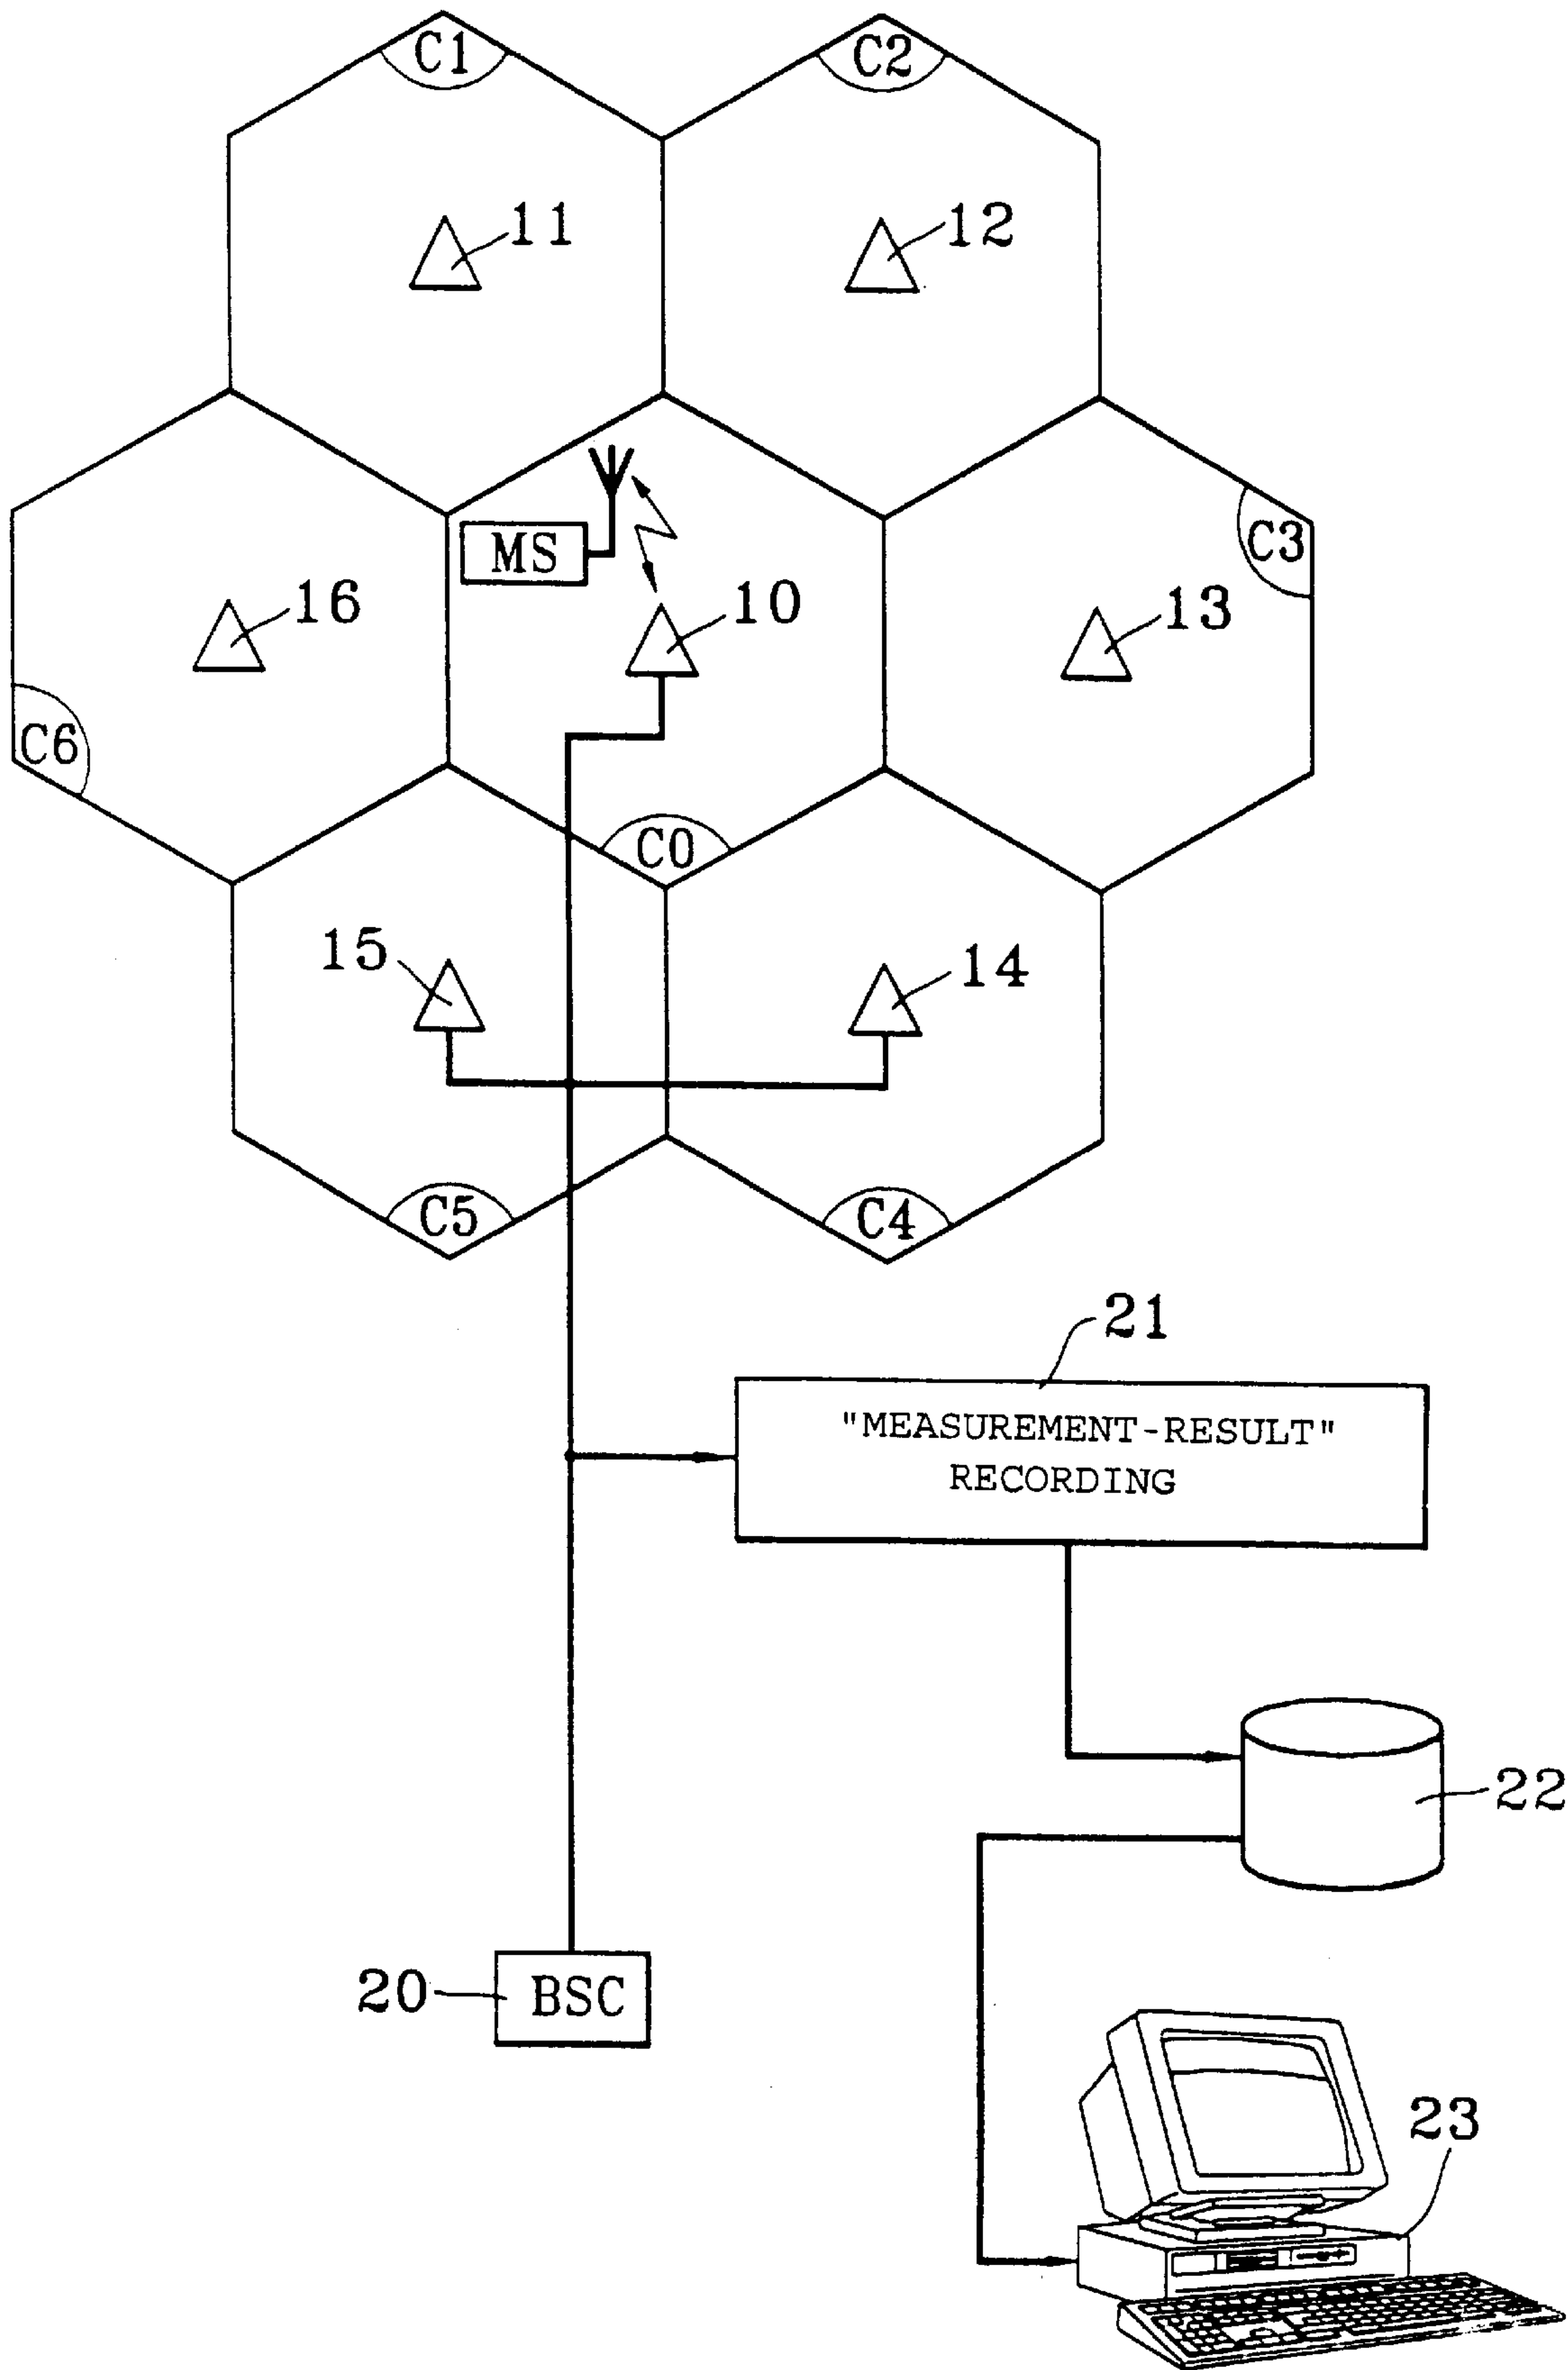 C1
C2
11
12
MS
C3
16
10
13
C6
C0
15
14
C5
C4
21
"MEASUREMENT-RESULT"
RECORDING
22
20
BSC
23